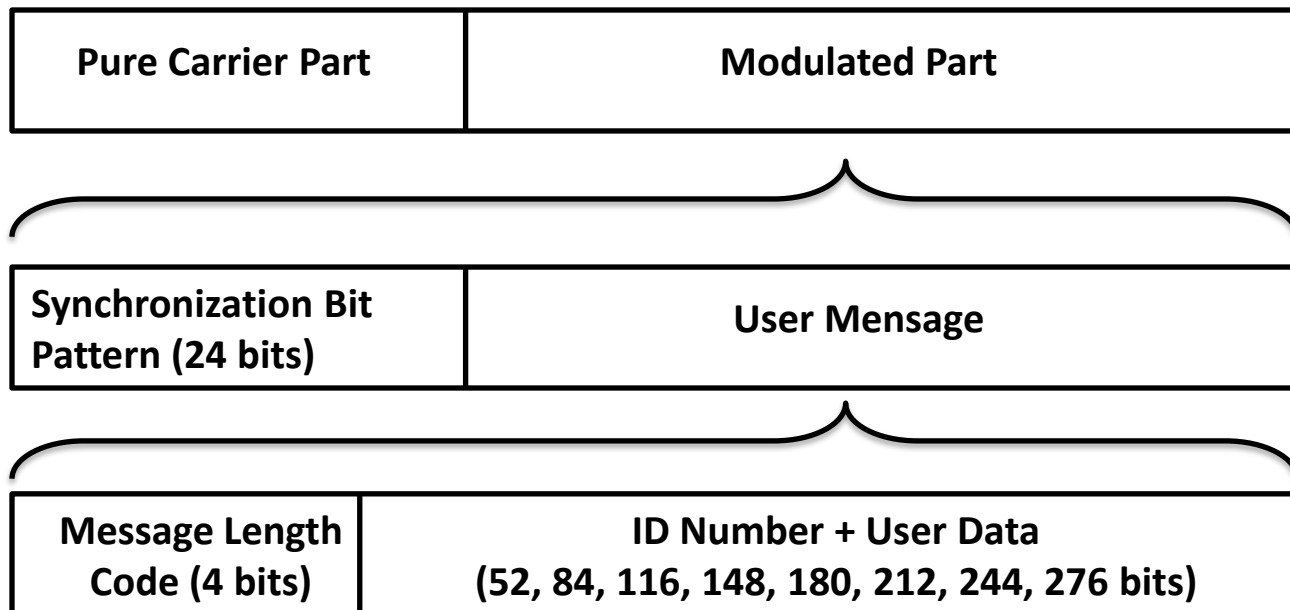 Pure Carrier Part
Modulated Part
Synchronization Bit
Pattern (24 bits)
User Mensage
Message Length
Code (4 bits)
ID Number + User Data
(52, 84, 116, 148, 180, 212, 244, 276 bits)